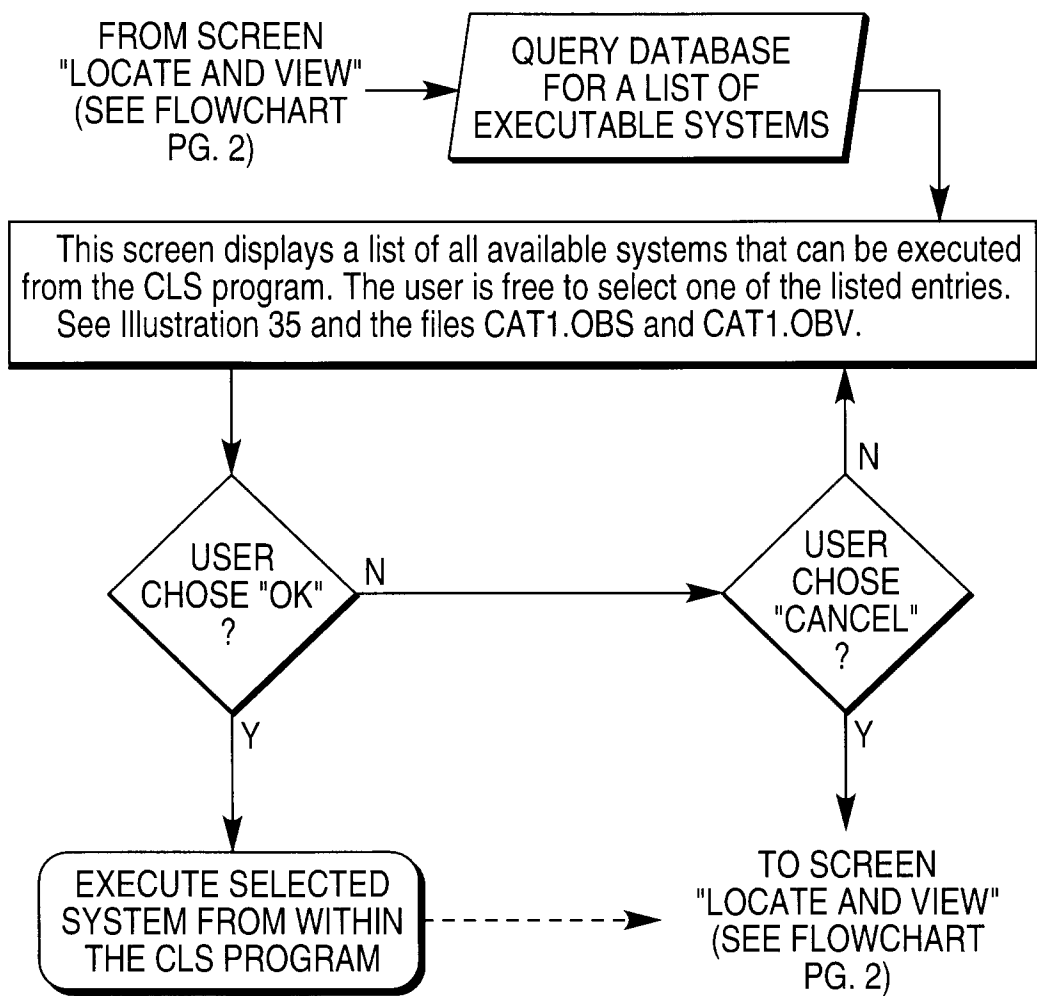 FROM SCREEN
"LOCATE AND VIEW"
(SEE FLOWCHART
PG. 2)
QUERY DATABASE
FOR A LIST OF
EXECUTABLE SYSTEMS
This screen displays a list of all available systems that can be executed
from the CLS program. The user is free to select one of the listed entries.
See Illustration 35 and the files CAT1.OBS and CAT1.OBV.
USER
CHOSE "OK"
?
N
Y
USER
CHOSE
"CANCEL"
?
N
Y
EXECUTE SELECTED
SYSTEM FROM WITHIN
THE CLS PROGRAM
TO SCREEN
"LOCATE AND VIEW"
(SEE FLOWCHART
PG. 2)